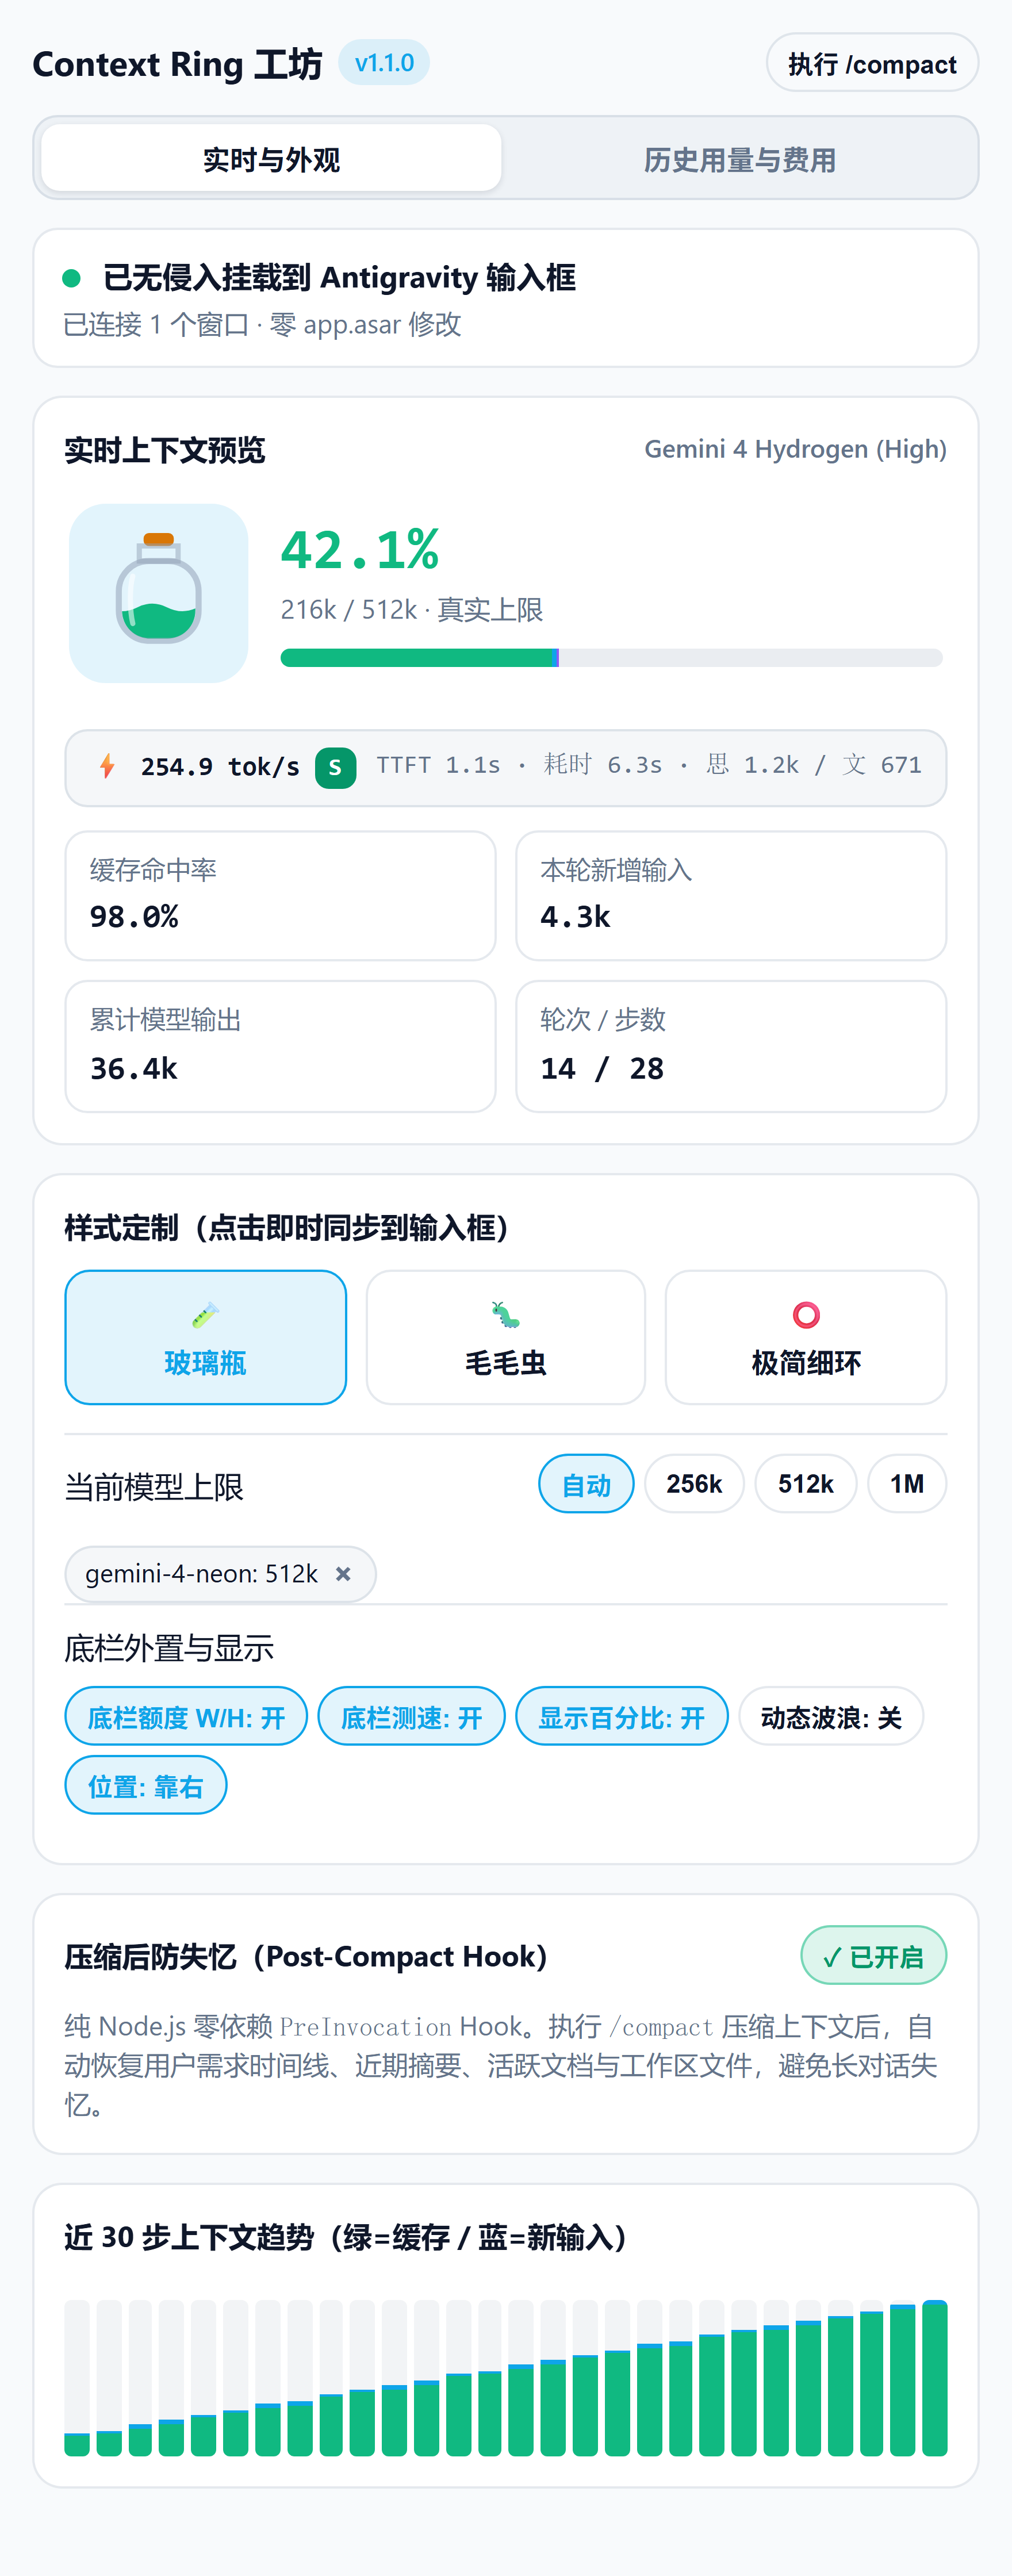 Context Ring 工坊 v1.1.0 执行 /compact
实时与外观 历史用量与费用
已无侵入挂载到 Antigravity 输入框
已连接 1 个窗口 · 零 app.asar 修改
实时上下文预览 Gemini 4 Hydrogen (High)
42.1%
216k / 512k · 真实上限
254.9 tok/s S TTFT 1.1s · 耗时 6.3s · 思 1.2k / 文 671
缓存命中率 本轮新增输入
98.0% 4.3k
累计模型输出 轮次 / 步数
36.4k 14 / 28
样式定制（点击即时同步到输入框）
玻璃瓶 毛毛虫 极简细环
当前模型上限 自动 256k 512k 1M
gemini-4-neon: 512k ×
底栏外置与显示
底栏额度 W/H: 开 底栏测速: 开 显示百分比: 开 动态波浪: 关
位置: 靠右
压缩后防失忆（Post-Compact Hook） ✓ 已开启
纯 Node.js 零依赖 PreInvocation Hook。执行 /compact 压缩上下文后，自
动恢复用户需求时间线、近期摘要、活跃文档与工作区文件，避免长对话失
忆。
近 30 步上下文趋势（绿=缓存 / 蓝=新输入）